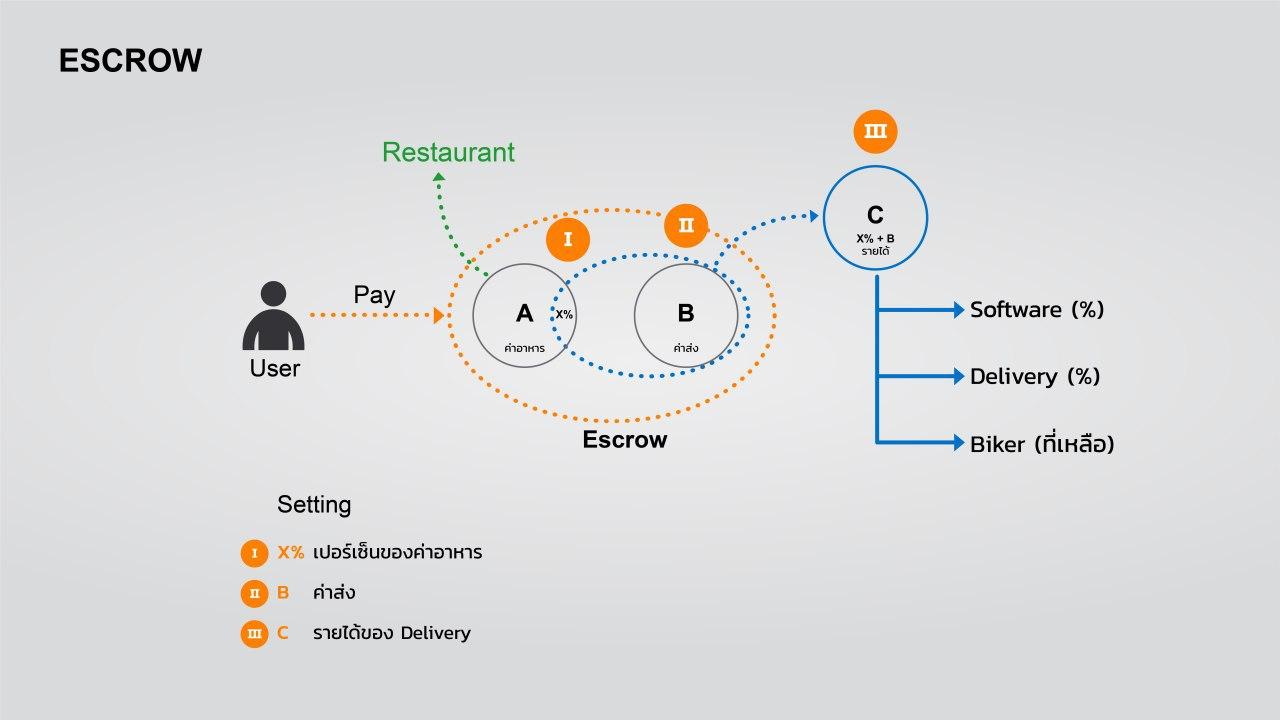 ESCROW
III
Restaurant
C
X% + B
รายได้
I
II
Pay
A
X%
B
ค่าอาหาร
ค่าส่ง
User
Escrow
Software (%)
Delivery (%)
Biker (ที่เหลือ)
Setting
I X% เปอร์เซ็นของค่าอาหาร
II B ค่าส่ง
III C รายได้ของ Delivery